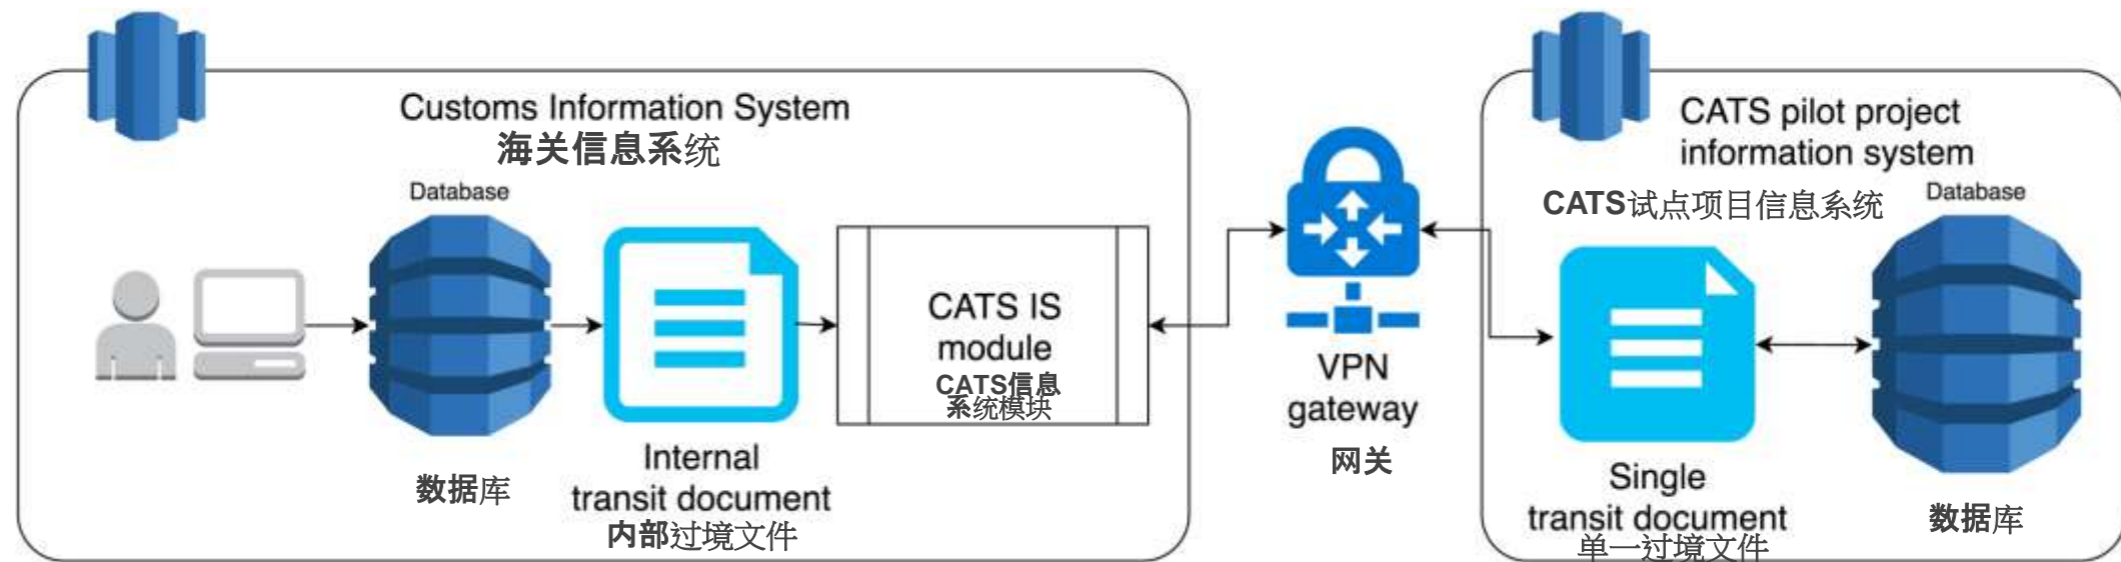 Customs Information System
海关信息系统
Database
数据库
Internal
transit document
内部过境文件
CATS IS
module
CATS信息
系统模块
VPN
gateway
网关
CATS pilot project
information system
CATS试点项目信息系统
Single
transit document
单一过境文件
Database
数据库